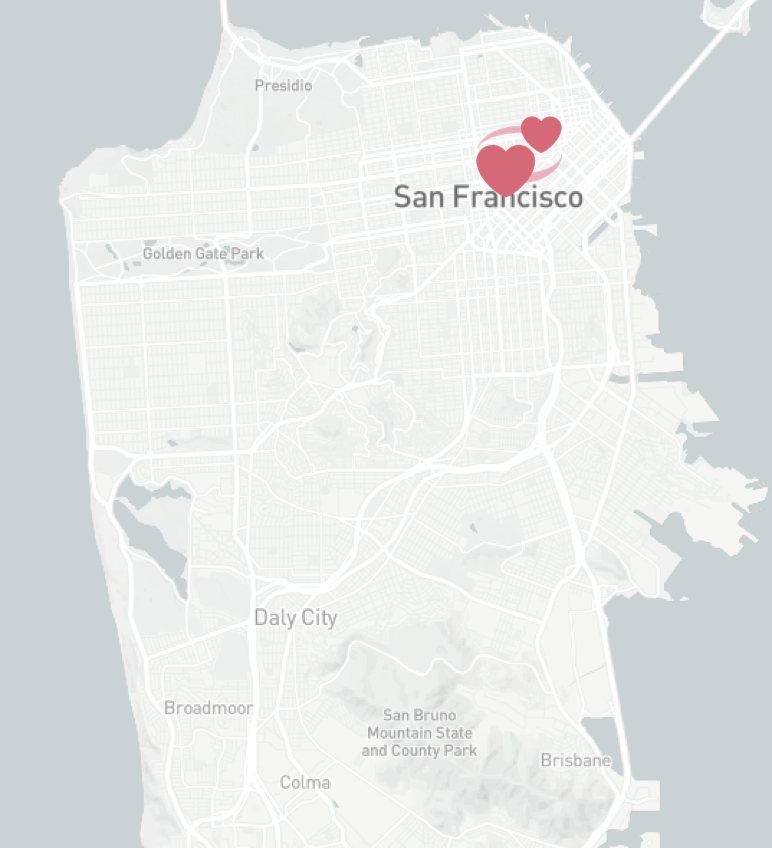 Presidio
San Francisco
Golden Gate Park
Daly City
Broadmoor
San Bruno
Mountain State
and County Park
Brisbane
Colma